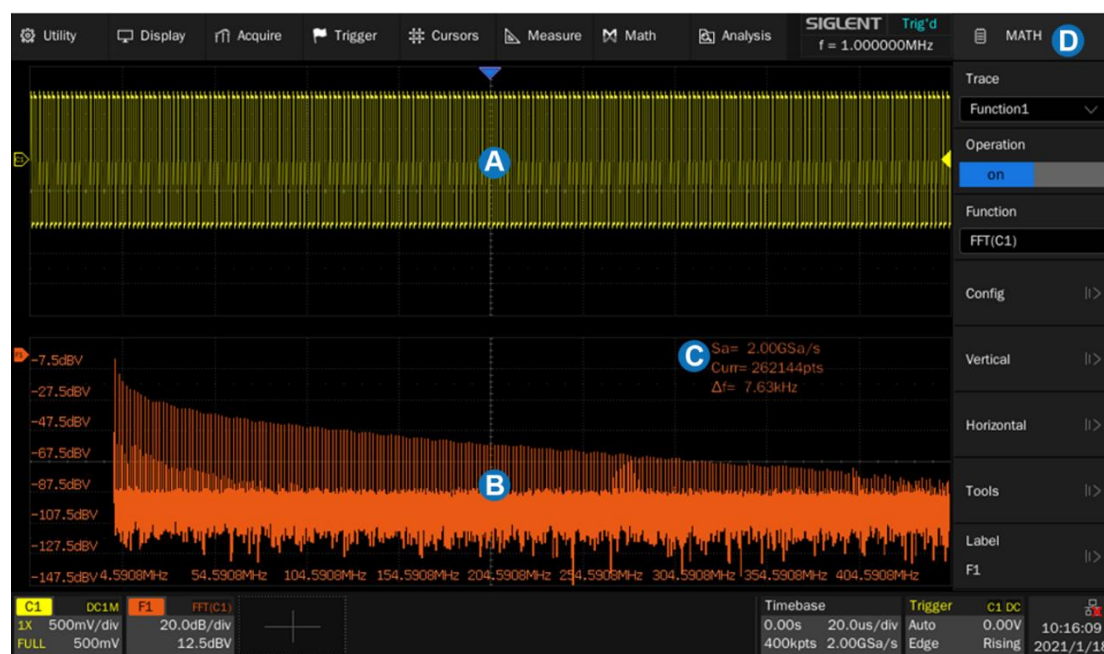 Utility Display Acquire Trigger Cursors Measure Math Analysis
SIGLENT Trig'd
f = 1.000000MHz
MATH D
Trace
Function1
Operation
on
Function
FFT(C1)
Config
Vertical
Horizontal
Tools
Label
F1
C1
A
F1
-7.5dBV
-27.5dBV
-47.5dBV
-67.5dBV
-87.5dBV
-107.5dBV
-127.5dBV
-147.5dBV
C
Sa= 2.00GSa/s
Curr= 262144pts
Δf= 7.63kHz
B
4.5908MHz 54.5908MHz 104.5908MHz 154.5908MHz 204.5908MHz 254.5908MHz 304.5908MHz 354.5908MHz 404.5908MHz
C1 DC1M
1X 500mV/div
FULL 500mV
F1 FFT(C1)
20.0dB/div
12.5dBV
Timebase
0.00s 20.0us/div
400kpts 2.00GSa/s
Trigger C1 DC
Auto 0.00V
Edge Rising
10:16:09
2021/1/18